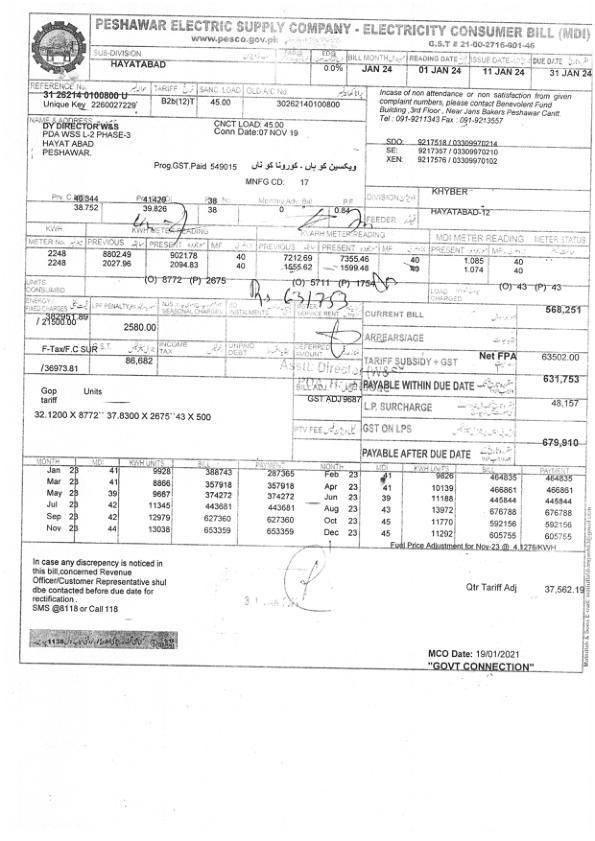 PESHAWAR ELECTRIC SUPPLY COMPANY - ELECTRICITY CONSUMER BILL (MDI)
www.pesco.gov.pk
G.S.T # 21-00-2716-601-46
SUB-DIVISION
HAYATABAD
0.0%
BILL MONTH
JAN 24
READING DATE
01 JAN 24
ISSUE DATE
11 JAN 24
DUE DATE
31 JAN 24
REFERENCE No.
31 26214 0100800 U
Unique Key 2260027229
TARIFF
B2b(12)T
SANC LOAD
45.00
OLD A/C No.
30262140100800
Incase of non attendance or non satisfaction from given
complaint numbers, please contact Benevolent Fund
Building ,3rd Floor , Near Jans Bakers Peshawar Cantt.
Tel : 091-9211343 Fax : 091-9213557
NAME & ADDRESS
DY DIRECTOR W&S
PDA WSS L-2 PHASE-3
HAYAT ABAD
PESHAWAR.
CNCT LOAD: 45.00
Conn Date:07 NOV 19
ویکسین کو ہاں - کورونا کو ناں
Prog.GST.Paid 549015
MNFG CD: 17
SDO: 9217518 / 03309970214
SE: 9217357 / 03309970210
XEN: 9217576 / 03309970102
DIVISION
KHYBER
FEEDER
HAYATABAD-12
40.344 41429 38
38.752 39.826 38 0 0.84
P.F
KWH
KWH METER READING
KVARH METER READING
MDI METER READING
METER STATUS
METER No. PREVIOUS PRESENT MF PREVIOUS PRESENT MF PRESENT MF
2248 8802.49 9021.78 40 7212.69 7355.46 40 1.085 40
2248 2027.96 2094.83 40 1555.62 1599.48 40 1.074 40
UNITS CONSUMED
(O) 8772 (P) 2675
(O) 5711 (P) 1754
LOAD CHARGED
(O) 43 (P) 43
Rs 631753
ENERGY / FIXED CHARGES
382951.89
/ 21500.00
LPF PENALTY
2580.00
SEASONAL CHARGES
SERVICE RENT
CURRENT BILL
568,251
ARREARS/AGE
F-Tax/F.C SUR
/36973.81
G.S.T.
86,682
INCOME TAX
UNPAID DEBT
DEFERRED AMOUNT
TARIFF SUBSIDY + GST
Net FPA
63502.00
Asstt. Director
BILL ADJ.
GST ADJ 9687
PAYABLE WITHIN DUE DATE
631,753
Gop tariff
Units
32.1200 X 8772`` 37.8300 X 2675``43 X 500
L.P. SURCHARGE
48,157
PTV FEE
GST ON LPS
PAYABLE AFTER DUE DATE
679,910
MONTH MDI KWH UNITS BILL PAYMENT MONTH MDI KWH UNITS BILL PAYMENT
Jan 23 41 9928 388743 287365 Feb 23 41 9826 464835 464835
Mar 23 41 8866 357918 357918 Apr 23 41 10139 466861 466861
May 23 39 9667 374272 374272 Jun 23 39 11188 445844 445844
Jul 23 42 11345 443681 443681 Aug 23 43 13972 676788 676788
Sep 23 42 12979 627360 627360 Oct 23 45 11770 592156 592156
Nov 23 44 13038 653359 653359 Dec 23 45 11292 605755 605755
Fuel Price Adjustment for Nov-23 @ 4.1276/KWH
In case any discrepency is noticed in
this bill,concerned Revenue
Officer/Customer Representative shul
dbe contacted before due date for
rectification .
SMS @8118 or Call 118
Qtr Tariff Adj 37,562.19
MCO Date: 19/01/2021
"GOVT CONNECTION"